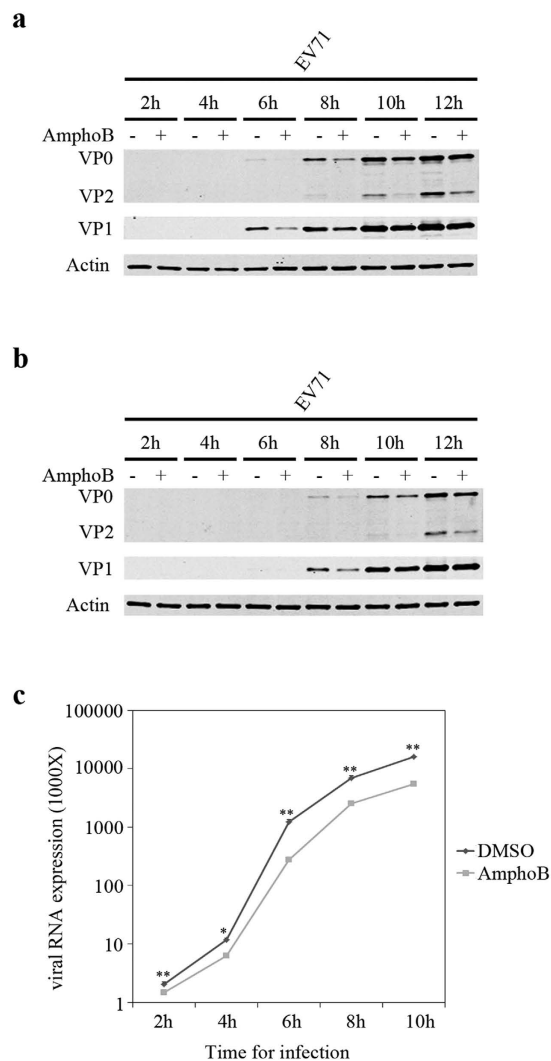 a
EV71
2h 4h 6h 8h 10h 12h
AmphoB - + - + - + - + - + - +
VP0
VP2
VP1
Actin
b
EV71
2h 4h 6h 8h 10h 12h
AmphoB - + - + - + - + - + - +
VP0
VP2
VP1
Actin
c
viral RNA expression (1000X)
100000
10000
1000
100
10
1
** * ** ** **
DMSO
AmphoB
2h 4h 6h 8h 10h
Time for infection